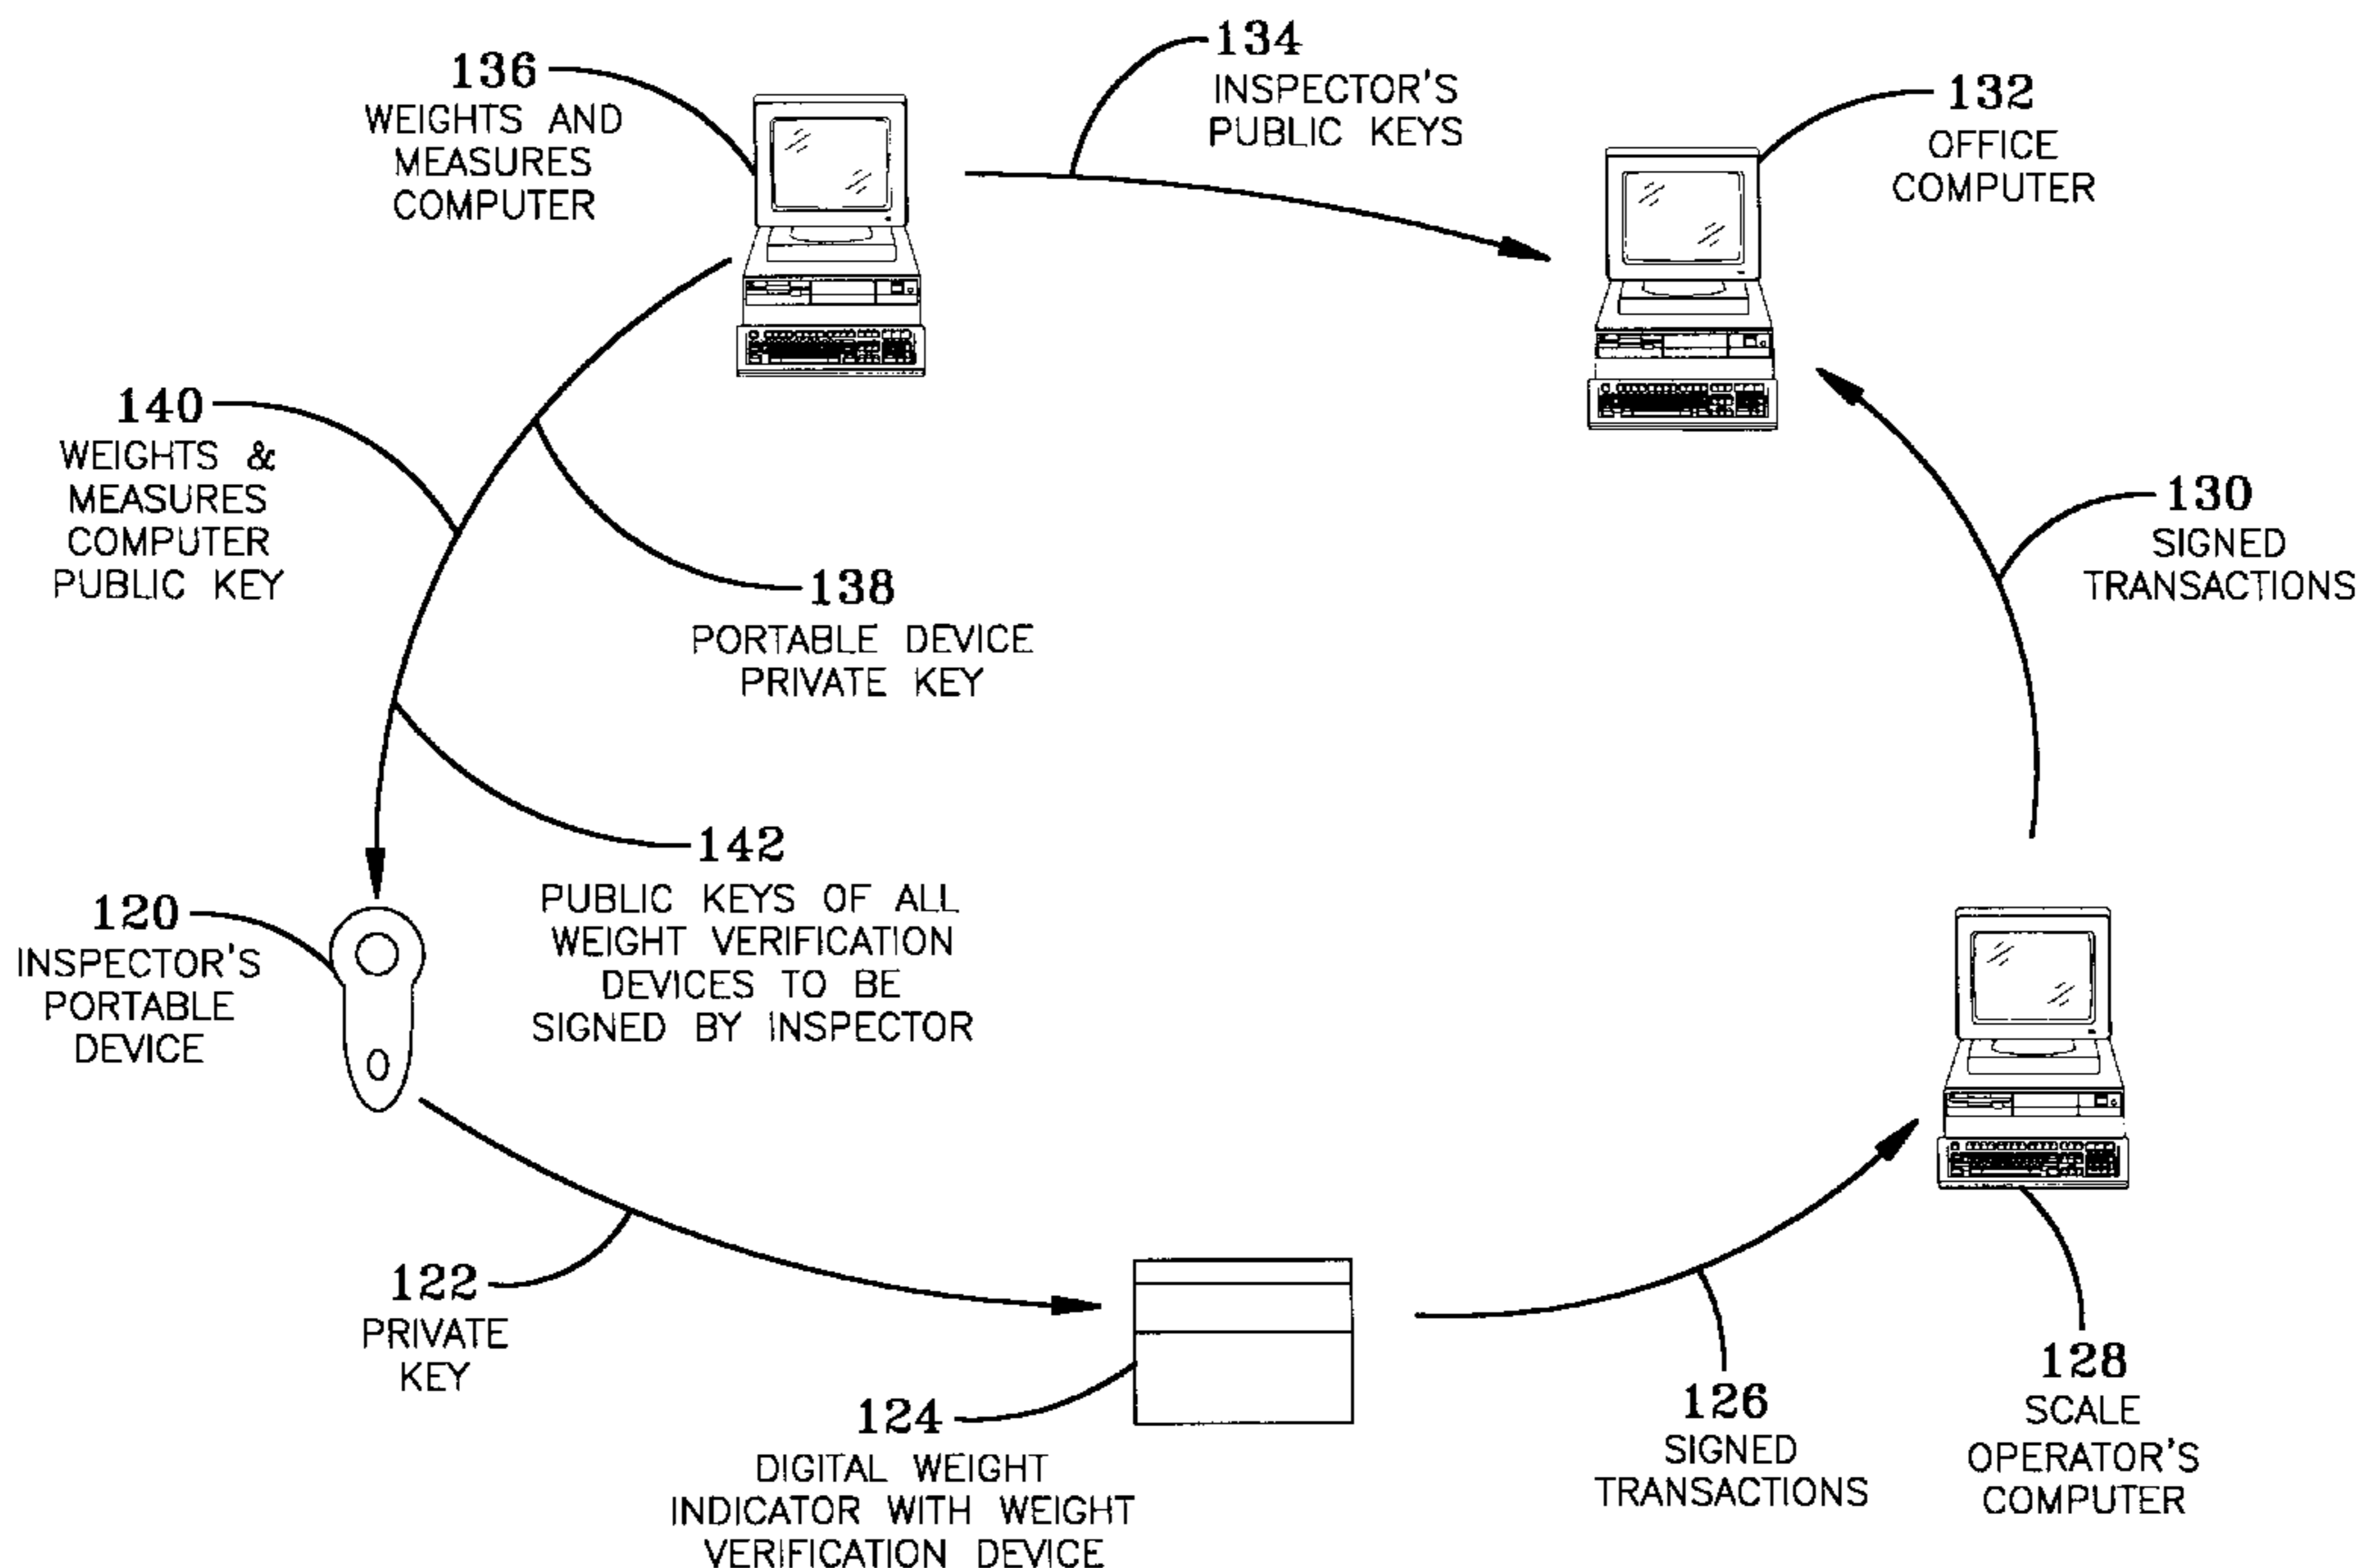 136
WEIGHTS AND
MEASURES
COMPUTER
134
INSPECTOR'S
PUBLIC KEYS
132
OFFICE
COMPUTER
140
WEIGHTS &
MEASURES
COMPUTER
PUBLIC KEY
138
PORTABLE DEVICE
PRIVATE KEY
130
SIGNED
TRANSACTIONS
142
PUBLIC KEYS OF ALL
WEIGHT VERIFICATION
DEVICES TO BE
SIGNED BY INSPECTOR
120
INSPECTOR'S
PORTABLE
DEVICE
122
PRIVATE
KEY
124
DIGITAL WEIGHT
INDICATOR WITH WEIGHT
VERIFICATION DEVICE
126
SIGNED
TRANSACTIONS
128
SCALE
OPERATOR'S
COMPUTER